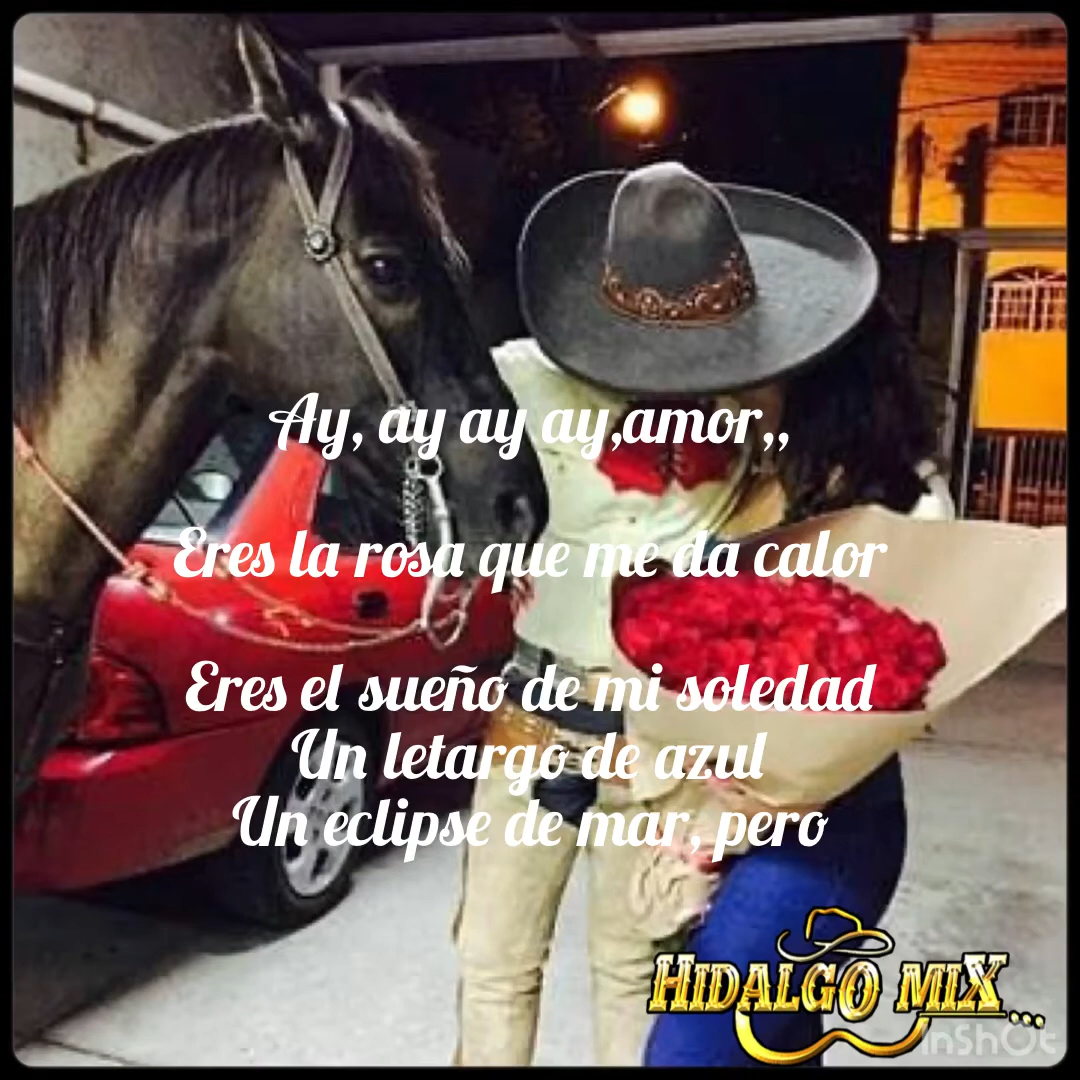 Ay, ay ay ay,amor,,
Eres la rosa que me da calor
Eres el sueño de mi soledad
Un letargo de azul
Un eclipse de mar, pero
HIDALGO MIX...
InShOt